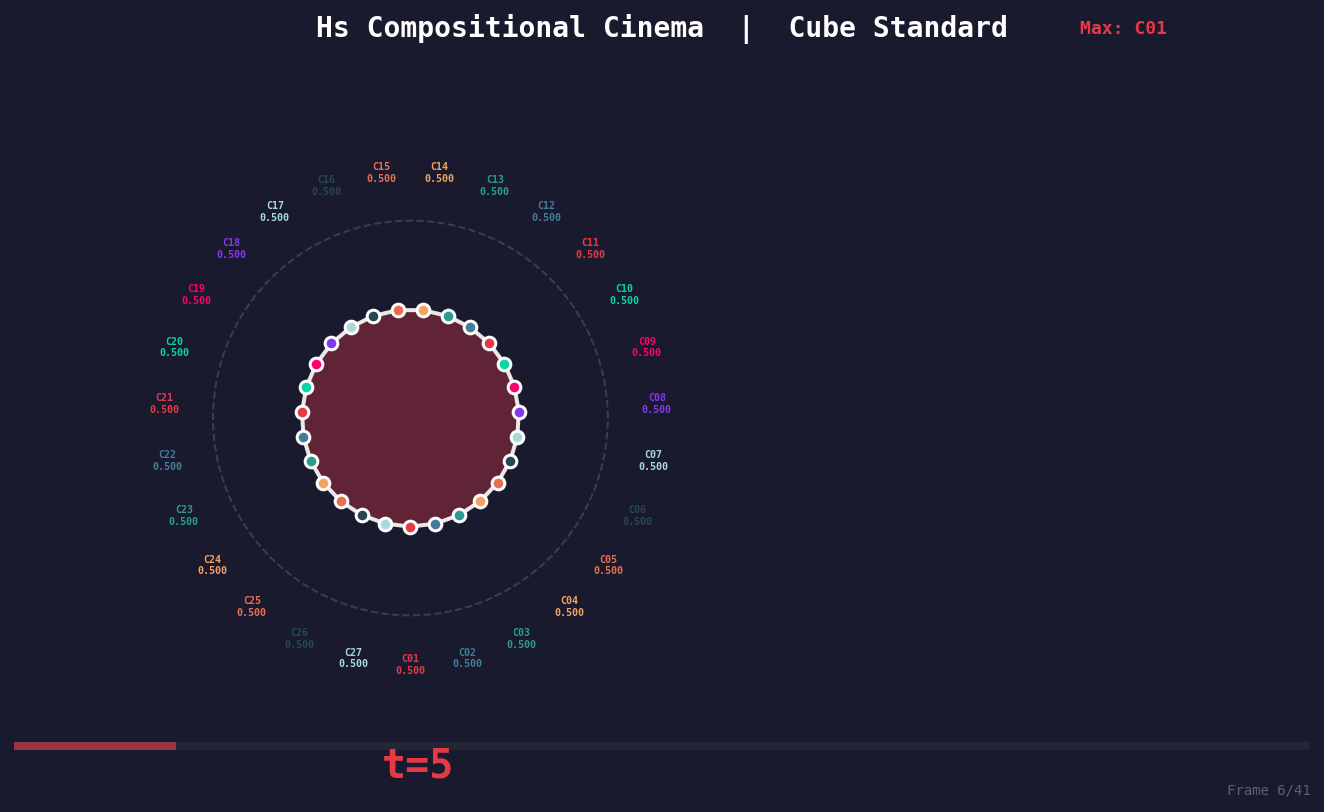 Hs Compositional Cinema | Cube Standard
Max: C01
C15
0.500
C14
0.500
C16
0.500
C13
0.500
C17
0.500
C12
0.500
C18
0.500
C11
0.500
C19
0.500
C10
0.500
C20
0.500
C09
0.500
C21
0.500
C08
0.500
C22
0.500
C07
0.500
C23
0.500
C06
0.500
C24
0.500
C05
0.500
C25
0.500
C04
0.500
C26
0.500
C03
0.500
C27
0.500
C01
0.500
C02
0.500
t=5
Frame 6/41